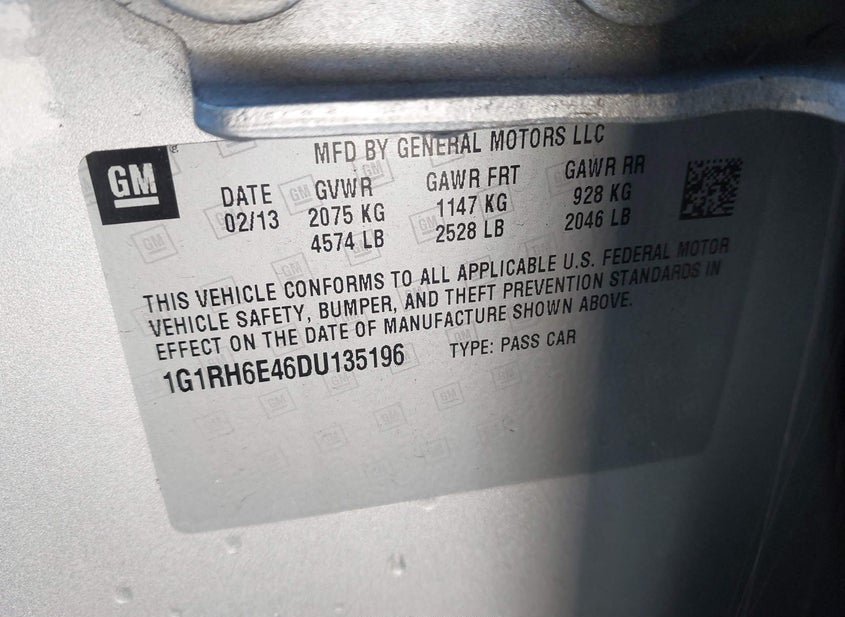 MFD BY GENERAL MOTORS LLC
GM
DATE GVWR GAWR FRT GAWR RR
02/13 2075 KG 1147 KG 928 KG
4574 LB 2528 LB 2046 LB
THIS VEHICLE CONFORMS TO ALL APPLICABLE U.S. FEDERAL MOTOR
VEHICLE SAFETY, BUMPER, AND THEFT PREVENTION STANDARDS IN
EFFECT ON THE DATE OF MANUFACTURE SHOWN ABOVE.
1G1RH6E46DU135196 TYPE: PASS CAR